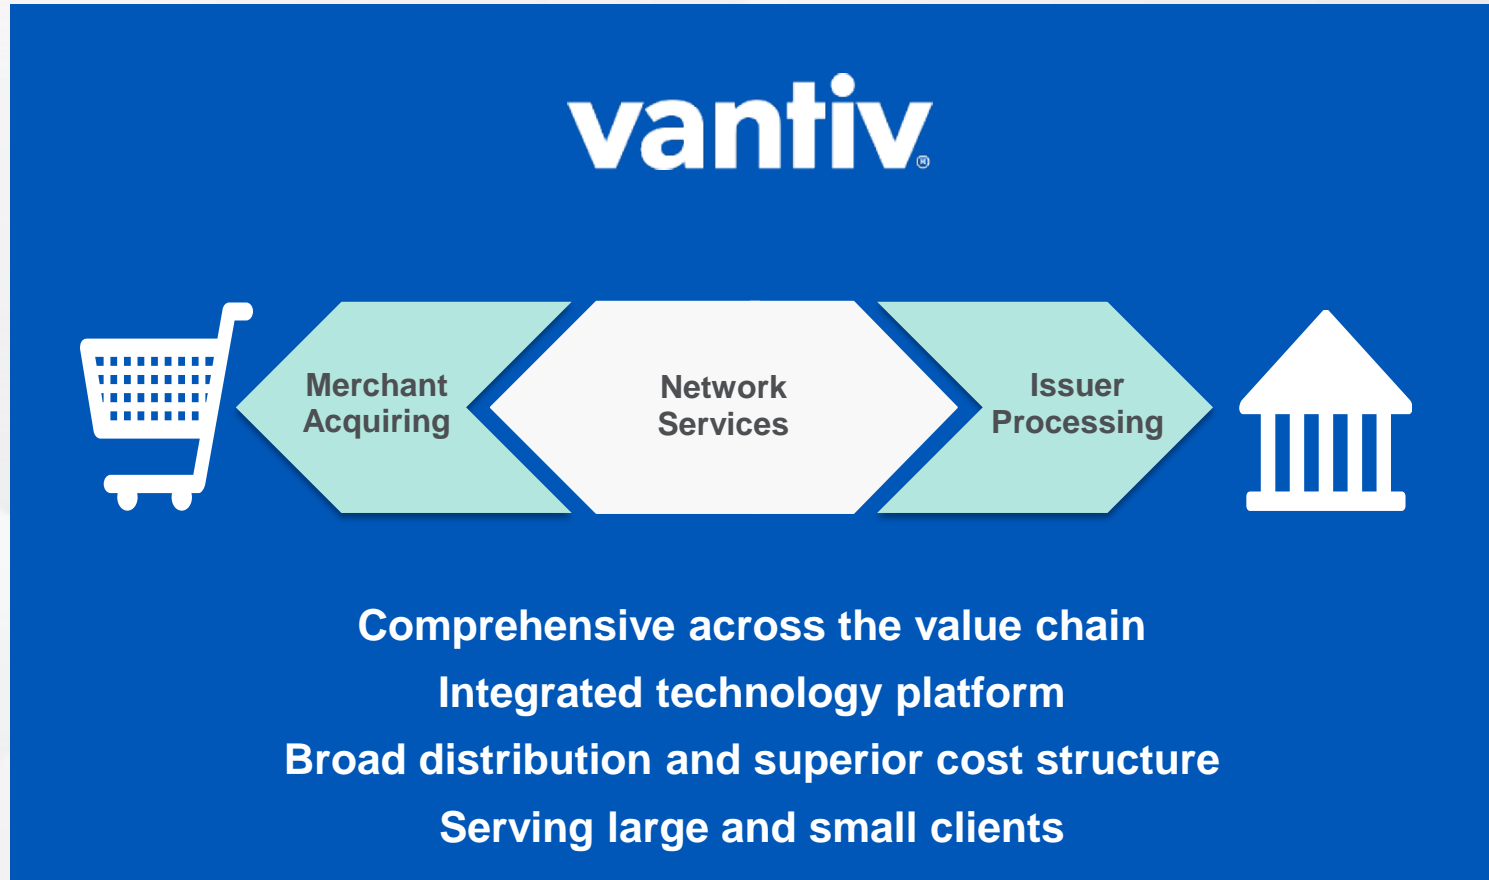 vantiv®
Merchant
Acquiring
Network
Services
Issuer
Processing
Comprehensive across the value chain
Integrated technology platform
Broad distribution and superior cost structure
Serving large and small clients